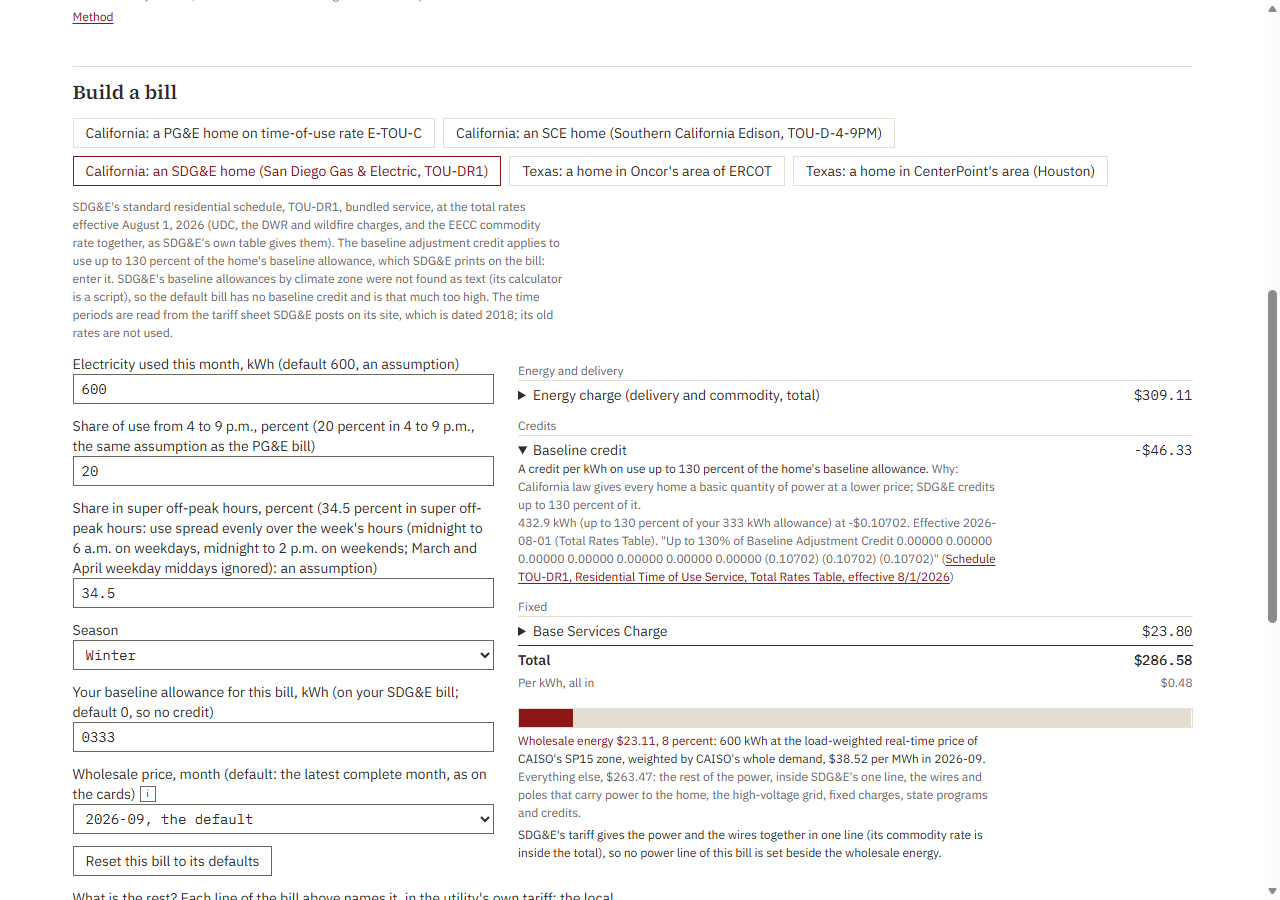 Method
Build a bill
California: a PG&E home on time-of-use rate E-TOU-C
California: an SCE home (Southern California Edison, TOU-D-4-9PM)
California: an SDG&E home (San Diego Gas & Electric, TOU-DR1)
Texas: a home in Oncor's area of ERCOT
Texas: a home in CenterPoint's area (Houston)
SDG&E's standard residential schedule, TOU-DR1, bundled service, at the total rates
effective August 1, 2026 (UDC, the DWR and wildfire charges, and the EECC commodity
rate together, as SDG&E's own table gives them). The baseline adjustment credit applies to
use up to 130 percent of the home's baseline allowance, which SDG&E prints on the bill:
enter it. SDG&E's baseline allowances by climate zone were not found as text (its calculator
is a script), so the default bill has no baseline credit and is that much too high. The time
periods are read from the tariff sheet SDG&E posts on its site, which is dated 2018; its old
rates are not used.
Electricity used this month, kWh (default 600, an assumption)
600
Share of use from 4 to 9 p.m., percent (20 percent in 4 to 9 p.m.,
the same assumption as the PG&E bill)
20
Share in super off-peak hours, percent (34.5 percent in super off-
peak hours: use spread evenly over the week's hours (midnight to
6 a.m. on weekdays, midnight to 2 p.m. on weekends; March and
April weekday middays ignored): an assumption)
34.5
Season
Winter
Your baseline allowance for this bill, kWh (on your SDG&E bill;
default 0, so no credit)
0333
Wholesale price, month (default: the latest complete month, as on
the cards) i
2026-09, the default
Reset this bill to its defaults
Energy and delivery
▶ Energy charge (delivery and commodity, total) $309.11
Credits
▼ Baseline credit -$46.33
A credit per kWh on use up to 130 percent of the home's baseline allowance. Why:
California law gives every home a basic quantity of power at a lower price; SDG&E credits
up to 130 percent of it.
432.9 kWh (up to 130 percent of your 333 kWh allowance) at -$0.10702. Effective 2026-
08-01 (Total Rates Table). "Up to 130% of Baseline Adjustment Credit 0.00000 0.00000
0.00000 0.00000 0.00000 0.00000 0.00000 (0.10702) (0.10702) (0.10702)" (Schedule
TOU-DR1, Residential Time of Use Service, Total Rates Table, effective 8/1/2026)
Fixed
▶ Base Services Charge $23.80
Total $286.58
Per kWh, all in $0.48
Wholesale energy $23.11, 8 percent: 600 kWh at the load-weighted real-time price of
CAISO's SP15 zone, weighted by CAISO's whole demand, $38.52 per MWh in 2026-09.
Everything else, $263.47: the rest of the power, inside SDG&E's one line, the wires and
poles that carry power to the home, the high-voltage grid, fixed charges, state programs
and credits.
SDG&E's tariff gives the power and the wires together in one line (its commodity rate is
inside the total), so no power line of this bill is set beside the wholesale energy.
What is the rest? Each line of the bill above names it, in the utility's own tariff: the local